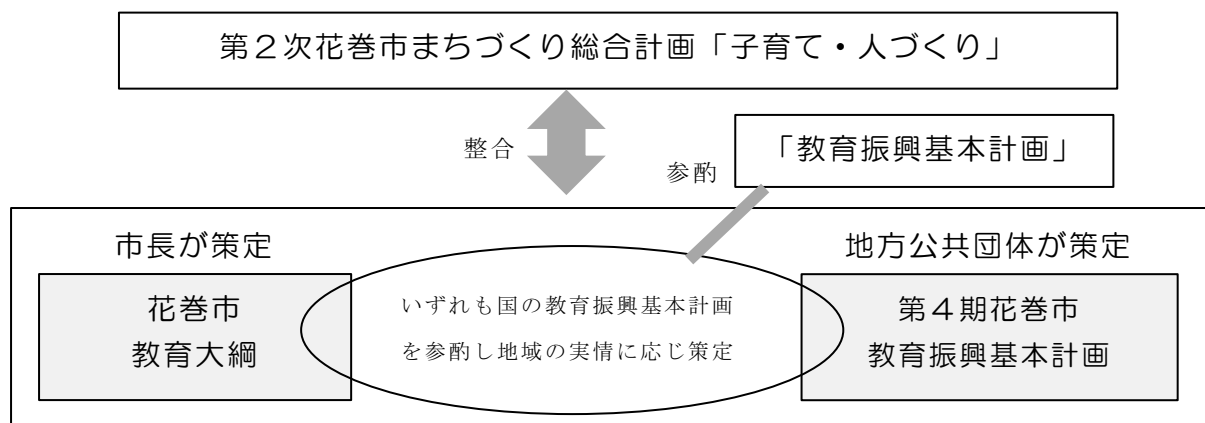 第２次花巻市まちづくり総合計画「子育て・人づくり」
整合
参酌
「教育振興基本計画」
市長が策定
地方公共団体が策定
花巻市
教育大綱
いずれも国の教育振興基本計画
を参酌し地域の実情に応じ策定
第４期花巻市
教育振興基本計画